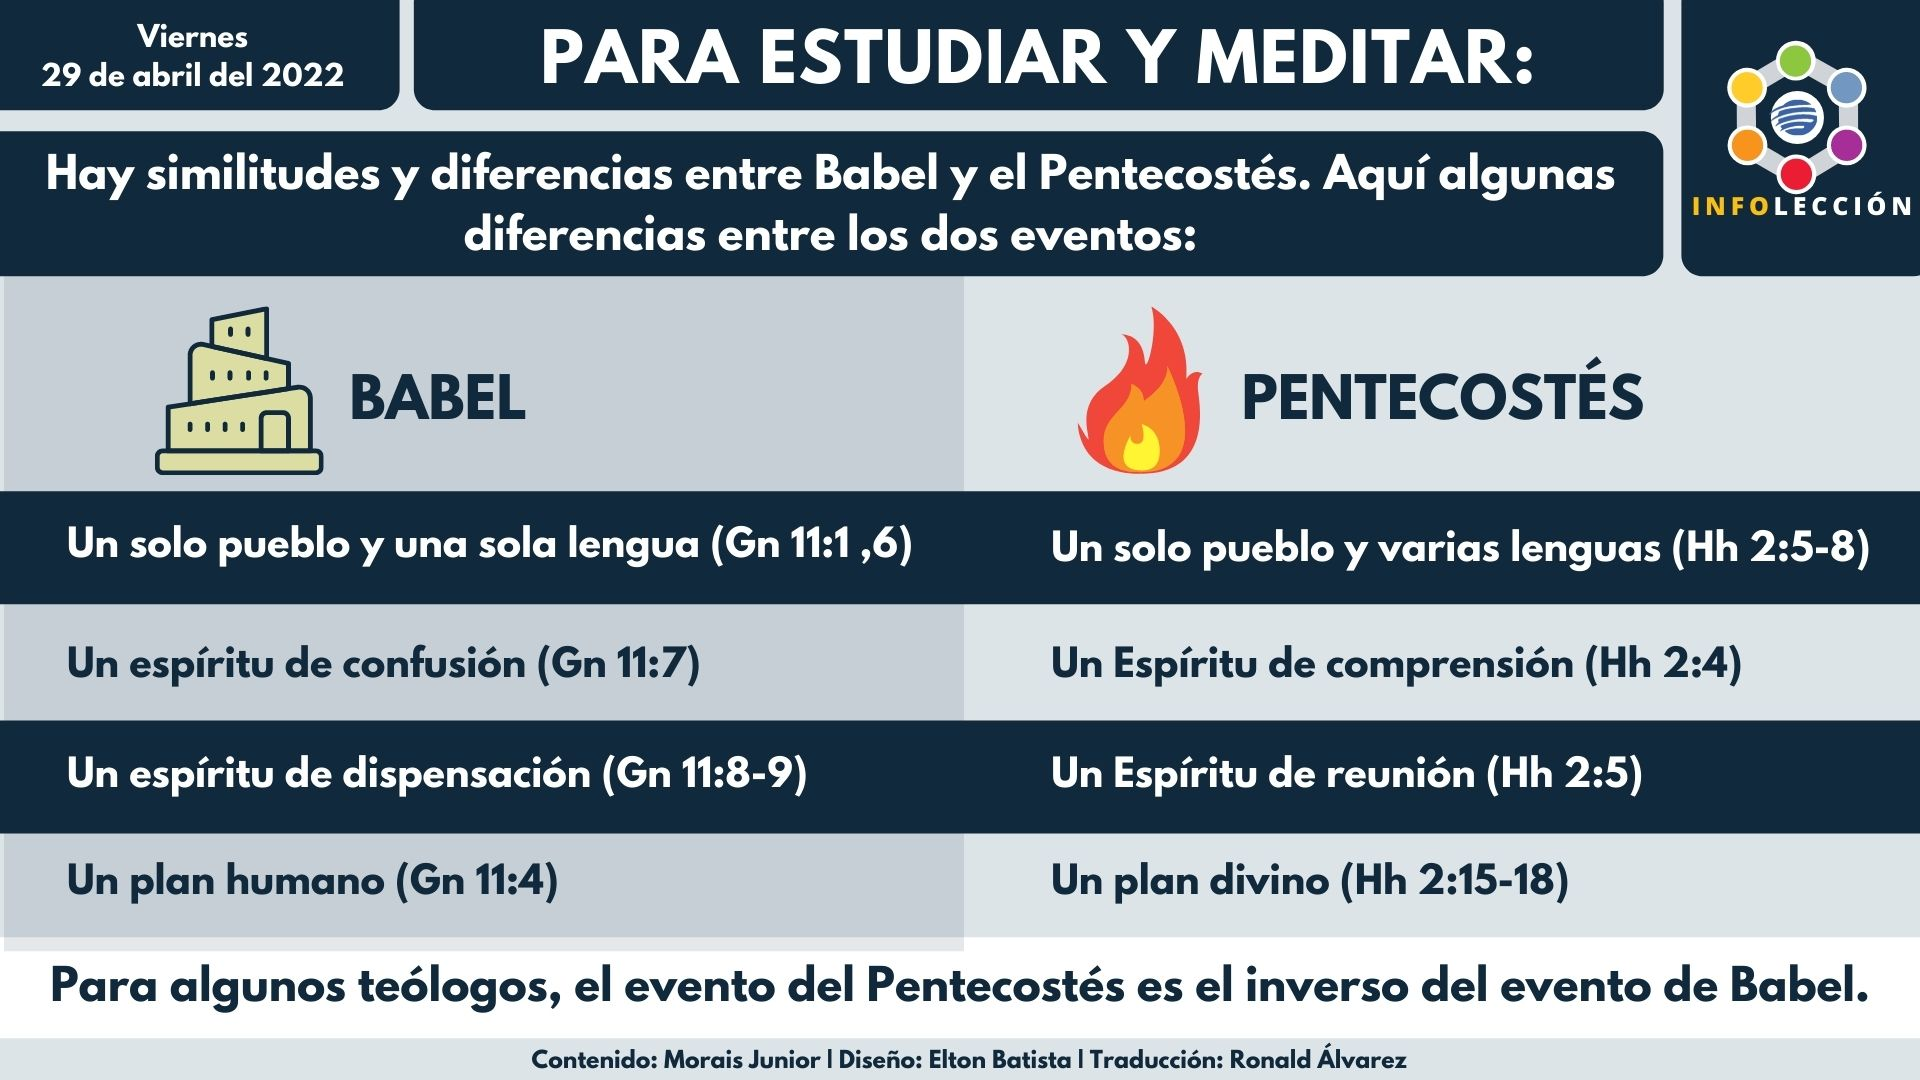 Viernes
29 de abril del 2022
PARA ESTUDIAR Y MEDITAR:
INFOLECCIÓN
Hay similitudes y diferencias entre Babel y el Pentecostés. Aquí algunas
diferencias entre los dos eventos:
BABEL
PENTECOSTÉS
Un solo pueblo y una sola lengua (Gn 11:1 ,6)
Un solo pueblo y varias lenguas (Hh 2:5-8)
Un espíritu de confusión (Gn 11:7)
Un Espíritu de comprensión (Hh 2:4)
Un espíritu de dispensación (Gn 11:8-9)
Un Espíritu de reunión (Hh 2:5)
Un plan humano (Gn 11:4)
Un plan divino (Hh 2:15-18)
Para algunos teólogos, el evento del Pentecostés es el inverso del evento de Babel.
Contenido: Morais Junior | Diseño: Elton Batista | Traducción: Ronald Álvarez